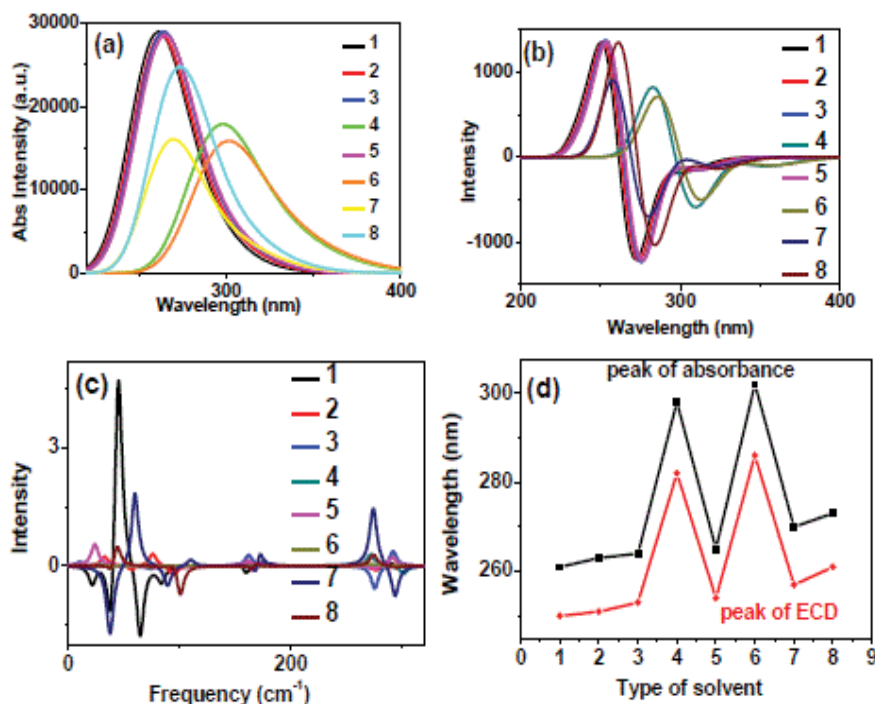 (a)
Abs Intensity (a.u.)
30000
20000
10000
0
300
400
Wavelength (nm)
1
2
3
4
5
6
7
8
(b)
Intensity
1000
0
-1000
200
300
400
Wavelength (nm)
1
2
3
4
5
6
7
8
(c)
Intensity
3
0
0
200
Frequency (cm-1)
1
2
3
4
5
6
7
8
(d)
peak of absorbance
Wavelength (nm)
300
280
260
peak of ECD
0 1 2 3 4 5 6 7 8 9
Type of solvent